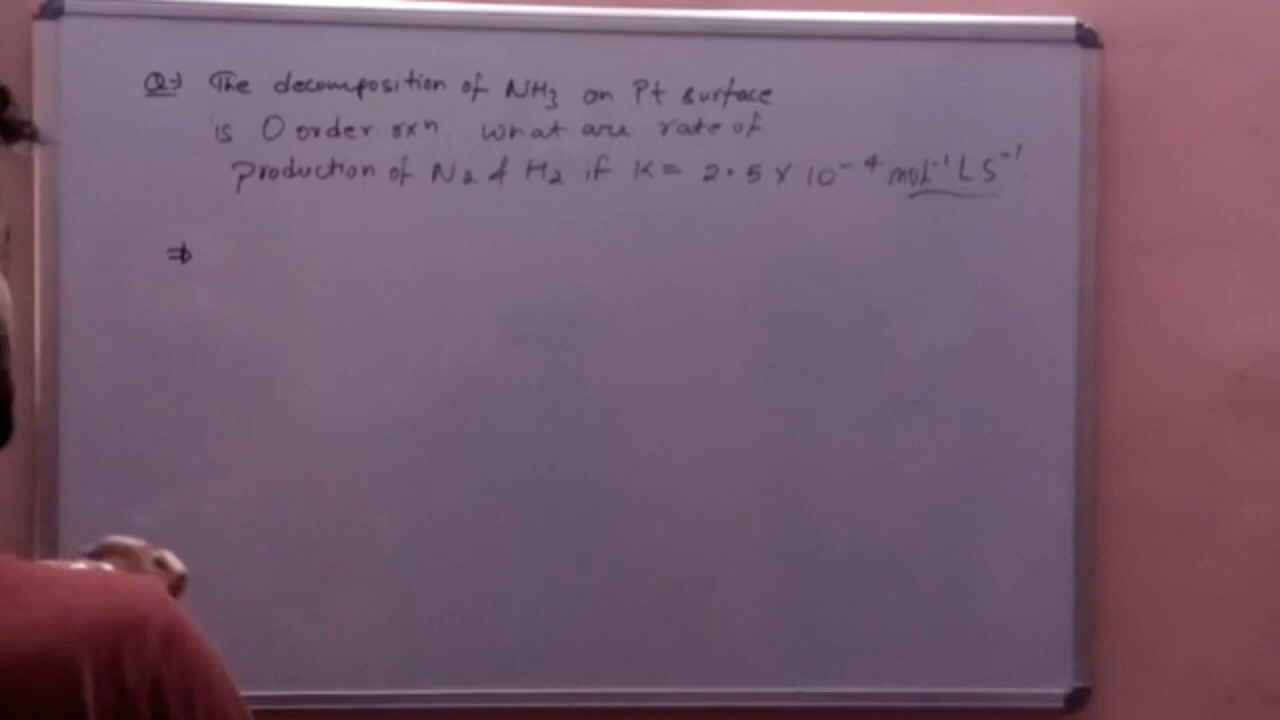 Q→ The decomposition of NH3 on Pt surface
is 0 order rxn. What are rate of
production of N2 & H2 if K = 2.5 X 10⁻⁴ mol⁻¹ L S⁻¹
⇒